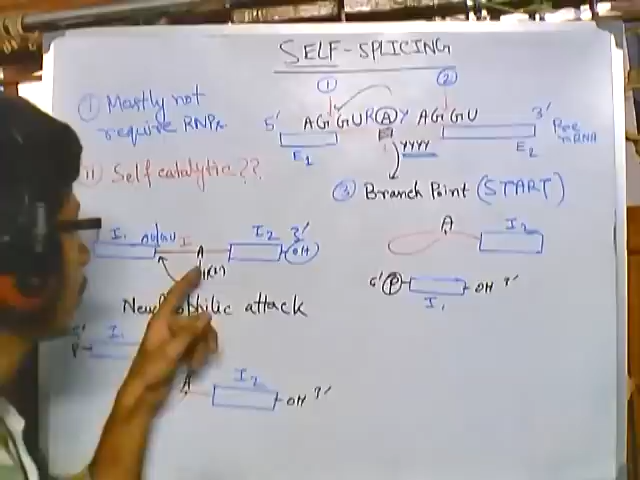 SELF-SPLICING
① ②
① Mostly not require RNPs
5' AG GU R A Y AG GU 3'
Pre mRNA
E1 YYYY E2
ii) Self catalytic??
③ Branch Point (START)
I1 I A I2 3' OH
A I2
5' P I1 OH 3'
attack
5' P I1
A I2 OH 3'